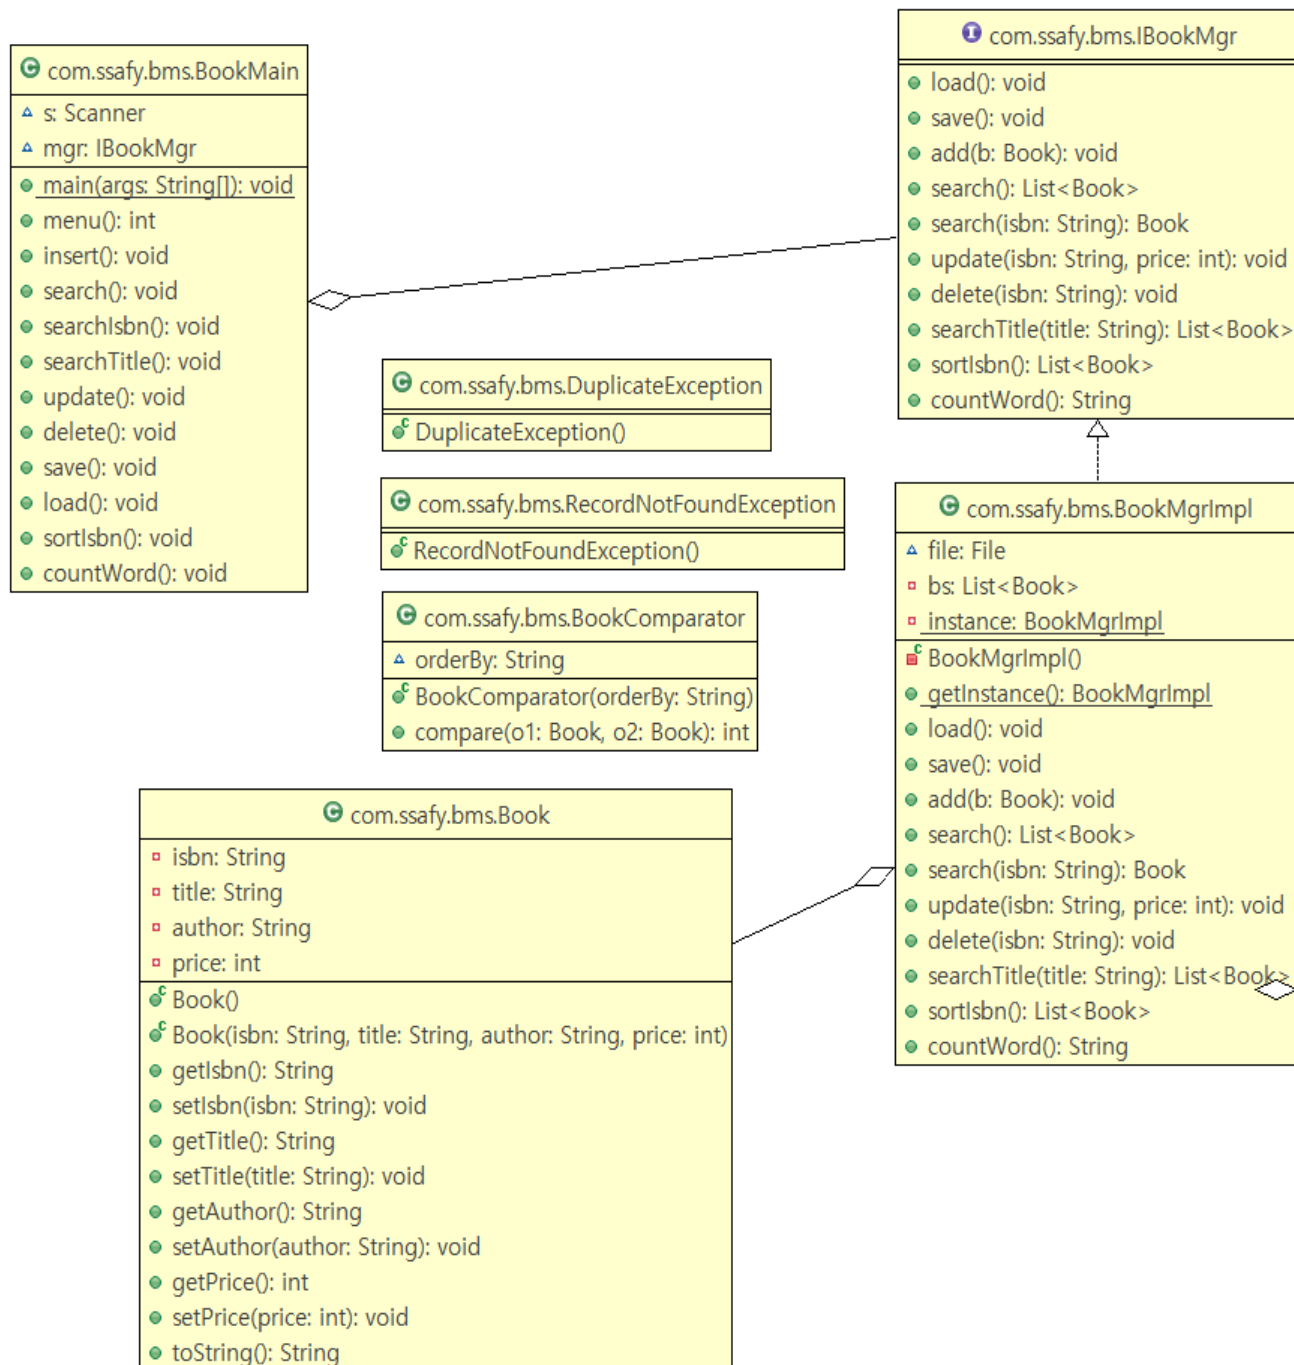 com.ssafy.bms.BookMain
s: Scanner
mgr: IBookMgr
main(args: String[]): void
menu(): int
insert(): void
search(): void
searchIsbn(): void
searchTitle(): void
update(): void
delete(): void
save(): void
load(): void
sortIsbn(): void
countWord(): void
com.ssafy.bms.IBookMgr
load(): void
save(): void
add(b: Book): void
search(): List<Book>
search(isbn: String): Book
update(isbn: String, price: int): void
delete(isbn: String): void
searchTitle(title: String): List<Book>
sortIsbn(): List<Book>
countWord(): String
com.ssafy.bms.DuplicateException
DuplicateException()
com.ssafy.bms.RecordNotFoundException
RecordNotFoundException()
com.ssafy.bms.BookComparator
orderBy: String
BookComparator(orderBy: String)
compare(o1: Book, o2: Book): int
com.ssafy.bms.BookMgrImpl
file: File
bs: List<Book>
instance: BookMgrImpl
BookMgrImpl()
getInstance(): BookMgrImpl
load(): void
save(): void
add(b: Book): void
search(): List<Book>
search(isbn: String): Book
update(isbn: String, price: int): void
delete(isbn: String): void
searchTitle(title: String): List<Book>
sortIsbn(): List<Book>
countWord(): String
com.ssafy.bms.Book
isbn: String
title: String
author: String
price: int
Book()
Book(isbn: String, title: String, author: String, price: int)
getIsbn(): String
setIsbn(isbn: String): void
getTitle(): String
setTitle(title: String): void
getAuthor(): String
setAuthor(author: String): void
getPrice(): int
setPrice(price: int): void
toString(): String